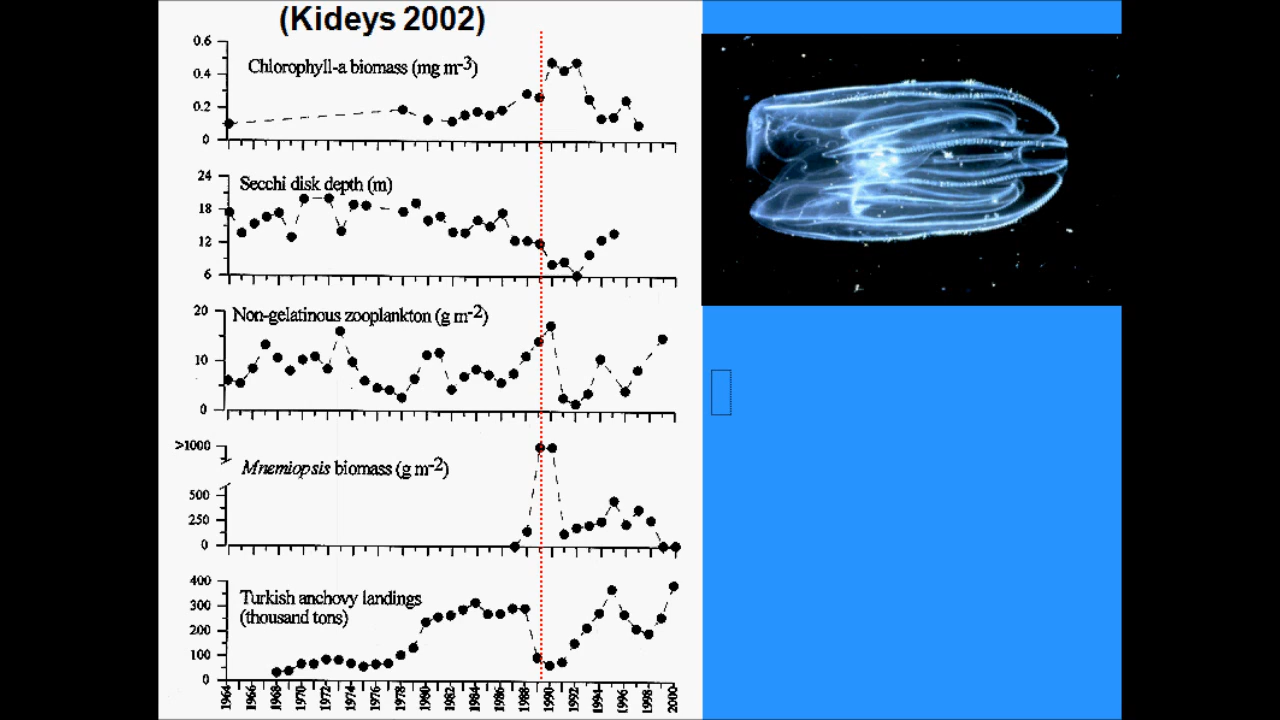 (Kideys 2002)
0.6
0.4
0.2
0
Chlorophyll-a biomass (mg m-3)
24
18
12
6
Secchi disk depth (m)
20
10
0
Non-gelatinous zooplankton (g m-2)
>1000
500
250
0
Mnemiopsis biomass (g m-2)
400
300
200
100
0
Turkish anchovy landings
(thousand tons)
1964 1966 1968 1970 1972 1974 1976 1978 1980 1982 1984 1986 1988 1990 1992 1994 1996 1998 2000